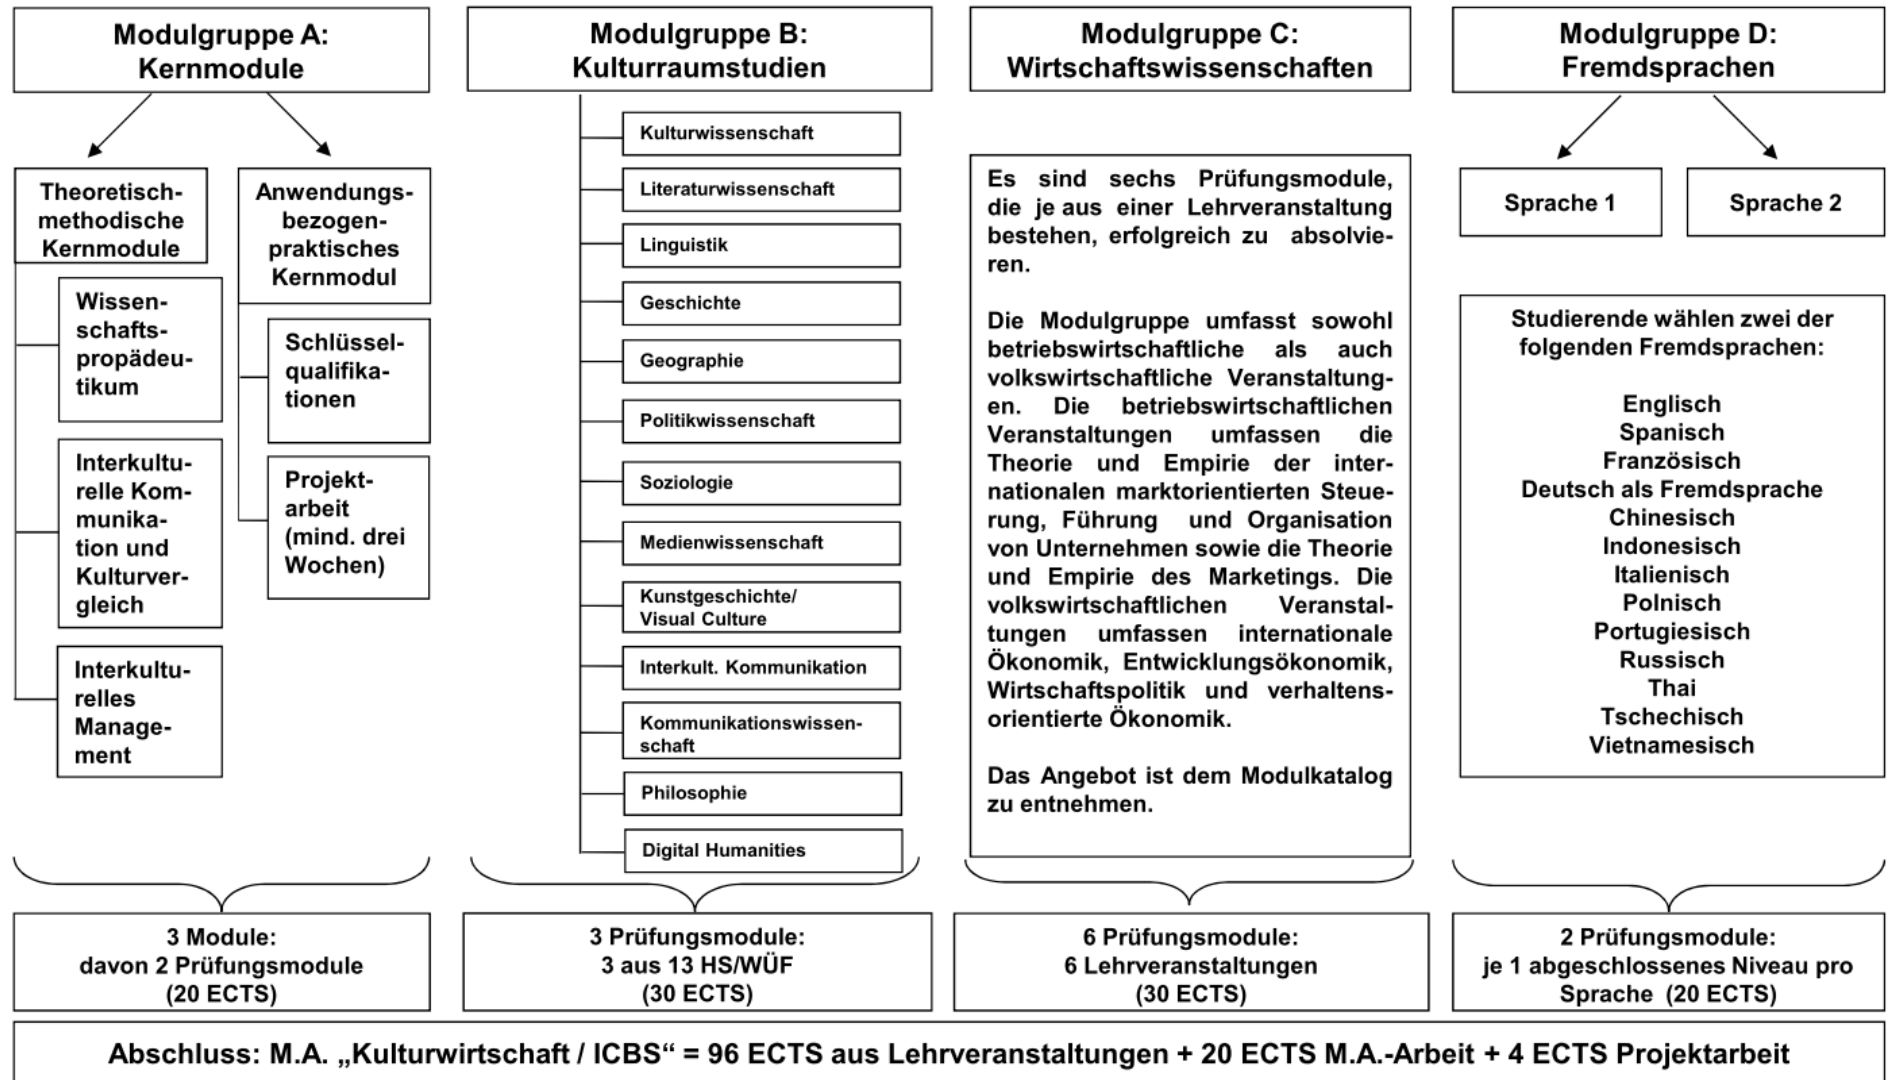 Modulgruppe A:
Kernmodule
Theoretisch-
methodische
Kernmodule
Wissen-
schafts-
propädeu-
tikum
Interkultu-
relle Kom-
munika-
tion und
Kulturver-
gleich
Interkultu-
relles
Manage-
ment
Anwendungs-
bezogen-
praktisches
Kernmodul
Schlüssel-
qualifika-
tionen
Projekt-
arbeit
(mind. drei
Wochen)
3 Module:
davon 2 Prüfungsmodule
(20 ECTS)
Modulgruppe B:
Kulturraumstudien
Kulturwissenschaft
Literaturwissenschaft
Linguistik
Geschichte
Geographie
Politikwissenschaft
Soziologie
Medienwissenschaft
Kunstgeschichte/
Visual Culture
Interkult. Kommunikation
Kommunikationswissen-
schaft
Philosophie
Digital Humanities
3 Prüfungsmodule:
3 aus 13 HS/WÜF
(30 ECTS)
Modulgruppe C:
Wirtschaftswissenschaften
Es sind sechs Prüfungsmodule,
die je aus einer Lehrveranstaltung
bestehen, erfolgreich zu absolvie-
ren.
Die Modulgruppe umfasst sowohl
betriebswirtschaftliche als auch
volkswirtschaftliche Veranstaltung-
en. Die betriebswirtschaftlichen
Veranstaltungen umfassen die
Theorie und Empirie der inter-
nationalen marktorientierten Steue-
rung, Führung und Organisation
von Unternehmen sowie die Theorie
und Empirie des Marketings. Die
volkswirtschaftlichen Veranstal-
tungen umfassen internationale
Ökonomik, Entwicklungsökonomik,
Wirtschaftspolitik und verhaltens-
orientierte Ökonomik.
Das Angebot ist dem Modulkatalog
zu entnehmen.
6 Prüfungsmodule:
6 Lehrveranstaltungen
(30 ECTS)
Modulgruppe D:
Fremdsprachen
Sprache 1
Sprache 2
Studierende wählen zwei der
folgenden Fremdsprachen:
Englisch
Spanisch
Französisch
Deutsch als Fremdsprache
Chinesisch
Indonesisch
Italienisch
Polnisch
Portugiesisch
Russisch
Thai
Tschechisch
Vietnamesisch
2 Prüfungsmodule:
je 1 abgeschlossenes Niveau pro
Sprache (20 ECTS)
Abschluss: M.A. „Kulturwirtschaft / ICBS“ = 96 ECTS aus Lehrveranstaltungen + 20 ECTS M.A.-Arbeit + 4 ECTS Projektarbeit